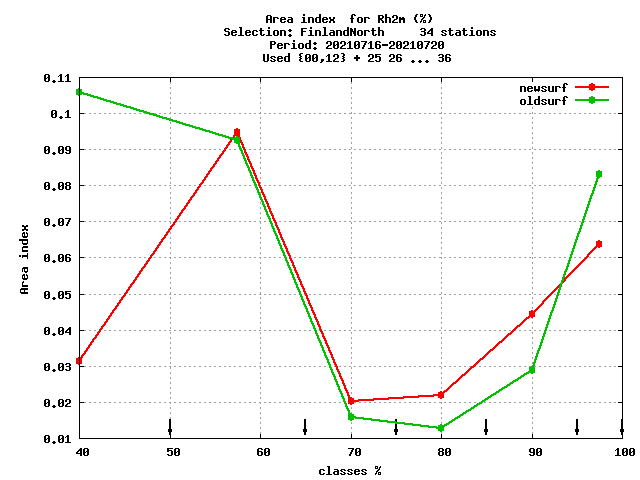 Area index  for Rh2m (%)
Selection: FinlandNorth     34 stations
Period: 20210716-20210720
Used {00,12} + 25 26 ... 36
newsurf
oldsurf
0.11
0.1
0.09
0.08
0.07
0.06
0.05
0.04
0.03
0.02
0.01
Area index
40 50 60 70 80 90 100
classes %